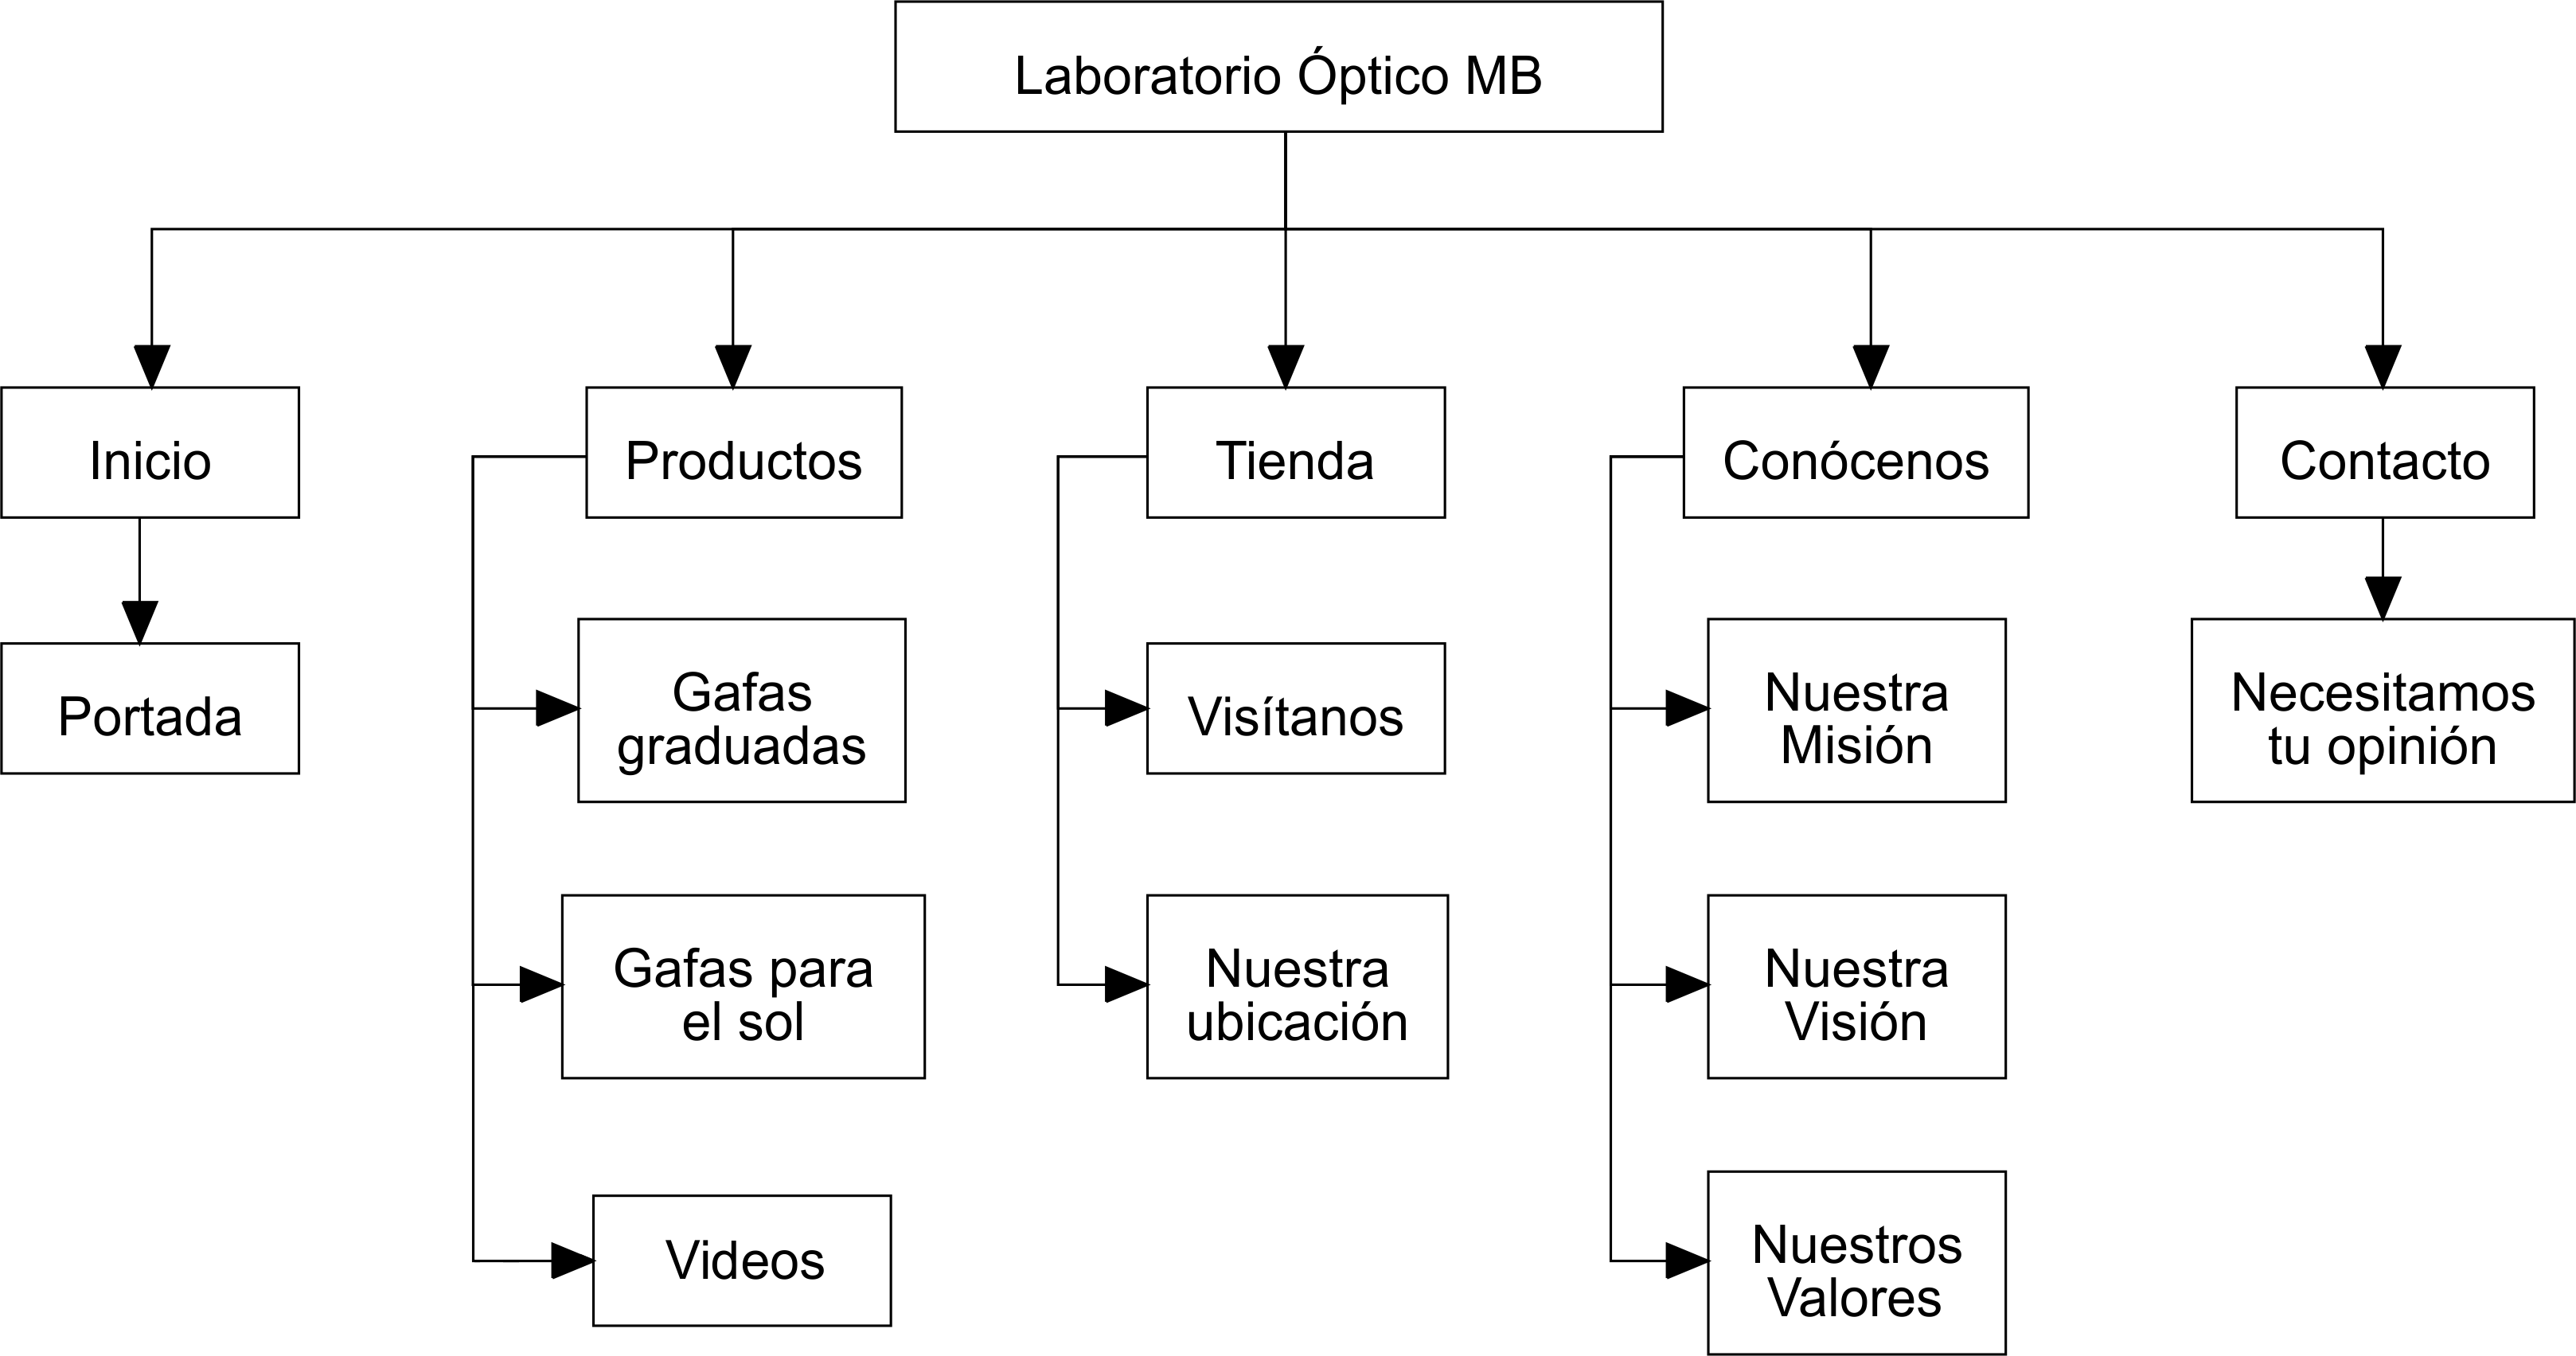 Laboratorio Óptico MB
Inicio
Productos
Tienda
Conócenos
Contacto
Portada
Gafas
graduadas
Visítanos
Nuestra
Misión
Necesitamos
tu opinión
Gafas para
el sol
Nuestra
ubicación
Nuestra
Visión
Videos
Nuestros
Valores